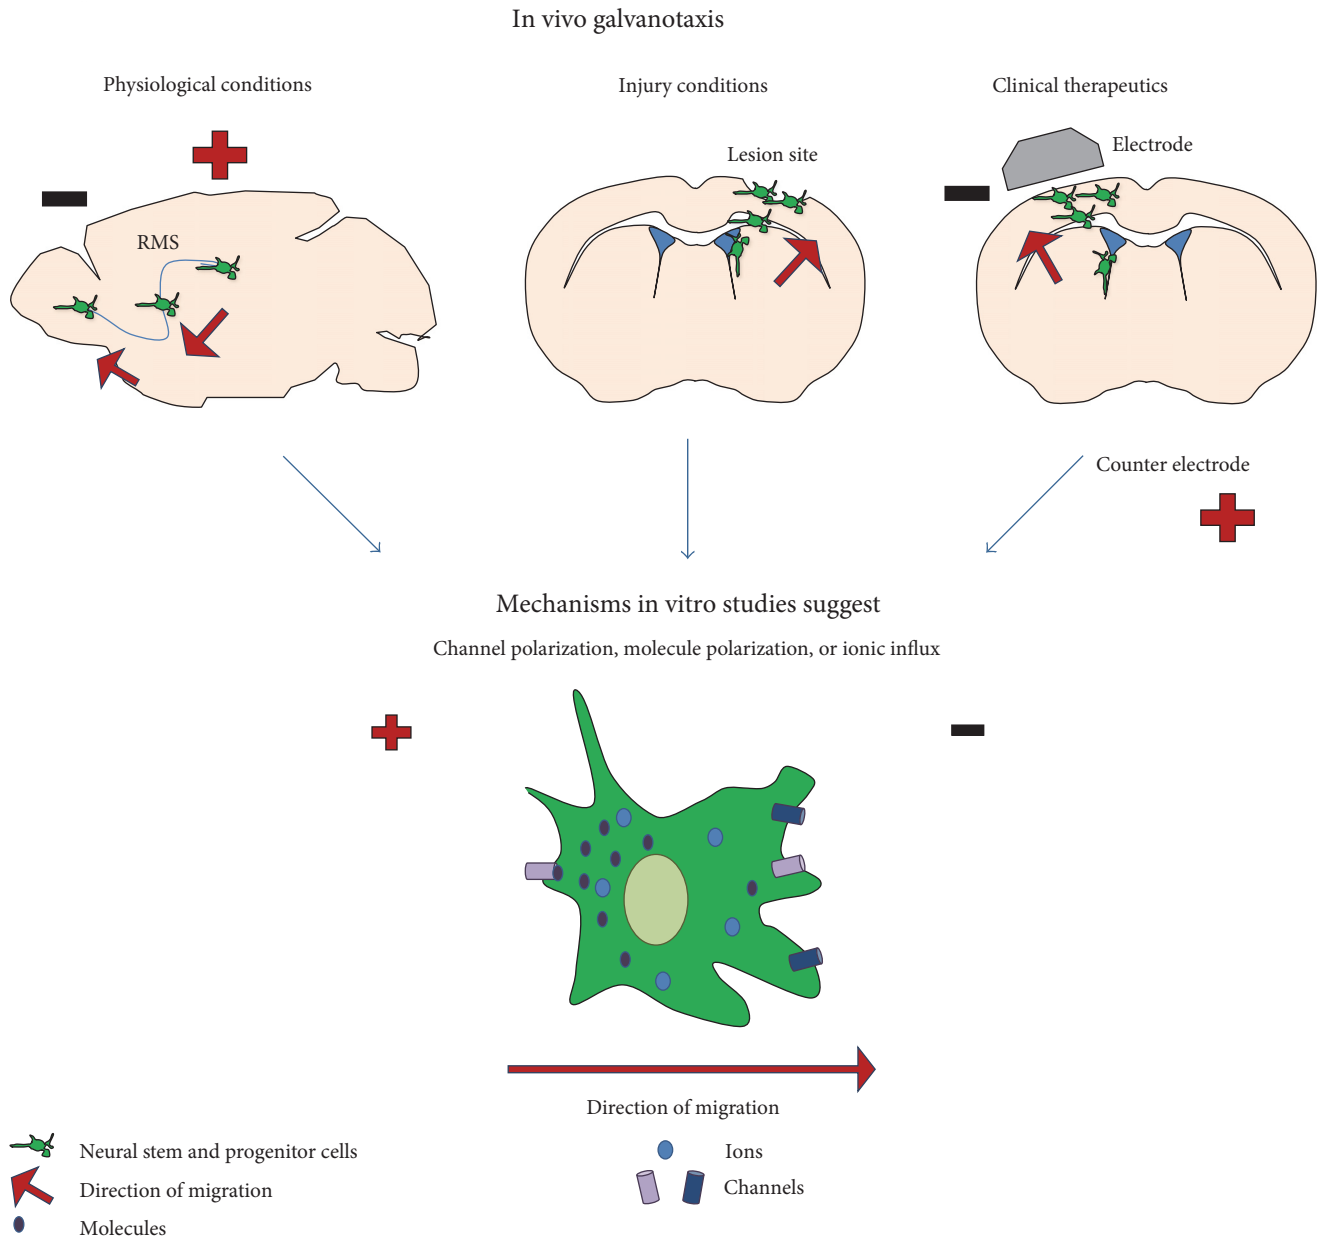 In vivo galvanotaxis
Physiological conditions
Injury conditions
Clinical therapeutics
Lesion site
Electrode
RMS
Counter electrode
Mechanisms in vitro studies suggest
Channel polarization, molecule polarization, or ionic influx
Direction of migration
Neural stem and progenitor cells
Direction of migration
Molecules
Ions
Channels